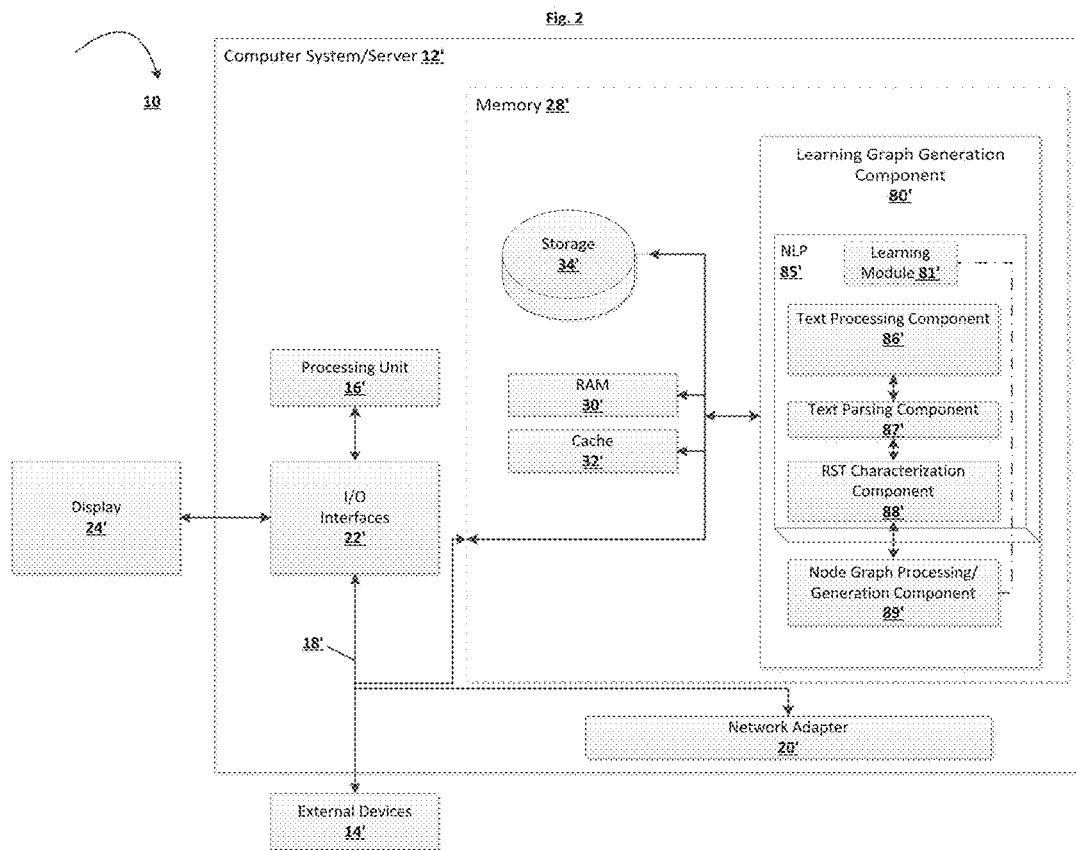 Fig. 2
Computer System/Server 12'
10
Memory 28'
Learning Graph Generation
Component
80'
Storage
34'
NLP
85'
Learning
Module 81'
Text Processing Component
86'
Processing Unit
16'
RAM
30'
Text Parsing Component
87'
Cache
32'
RST Characterization
Component
88'
Display
24'
I/O
Interfaces
22'
Node Graph Processing/
Generation Component
89'
18'
Network Adapter
20'
External Devices
14'